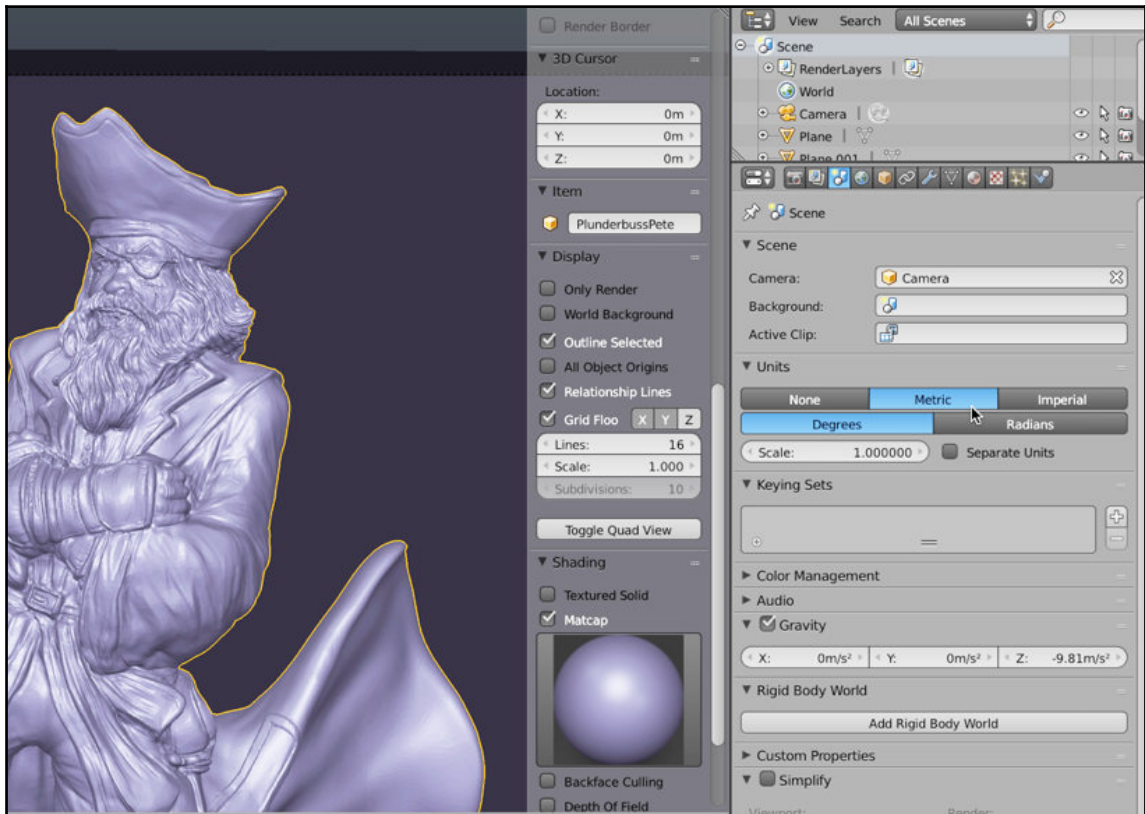 Render Border
3D Cursor
Location:
X: 0m
Y: 0m
Z: 0m
Item
PlunderbussPete
Display
Only Render
World Background
Outline Selected
All Object Origins
Relationship Lines
Grid Floo X Y Z
Lines: 16
Scale: 1.000
Subdivisions: 10
Toggle Quad View
Shading
Textured Solid
Matcap
Backface Culling
Depth Of Field
View Search All Scenes
Scene
RenderLayers
World
Camera
Plane
Plane.001
Scene
Scene
Camera: Camera
Background:
Active Clip:
Units
None Metric Imperial
Degrees Radians
Scale: 1.000000 Separate Units
Keying Sets
Color Management
Audio
Gravity
X: 0m/s² Y: 0m/s² Z: -9.81m/s²
Rigid Body World
Add Rigid Body World
Custom Properties
Simplify
Viewport: Render: